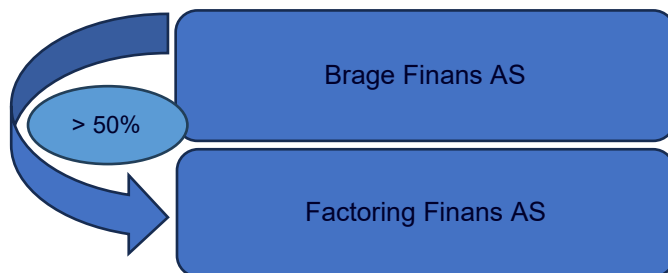 Brage Finans AS
> 50%
Factoring Finans AS